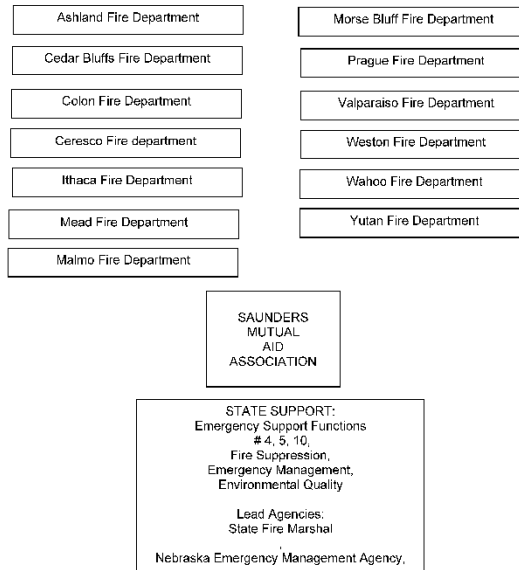 Ashland Fire Department
Cedar Bluffs Fire Department
Colon Fire Department
Ceresco Fire department
Ithaca Fire Department
Mead Fire Department
Malmo Fire Department
Morse Bluff Fire Department
Prague Fire Department
Valparaiso Fire Department
Weston Fire Department
Wahoo Fire Department
Yutan Fire Department
SAUNDERS
MUTUAL
AID
ASSOCIATION
STATE SUPPORT:
Emergency Support Functions
# 4, 5, 10,
Fire Suppression,
Emergency Management,
Environmental Quality
Lead Agencies:
State Fire Marshal
,
Nebraska Emergency Management Agency,